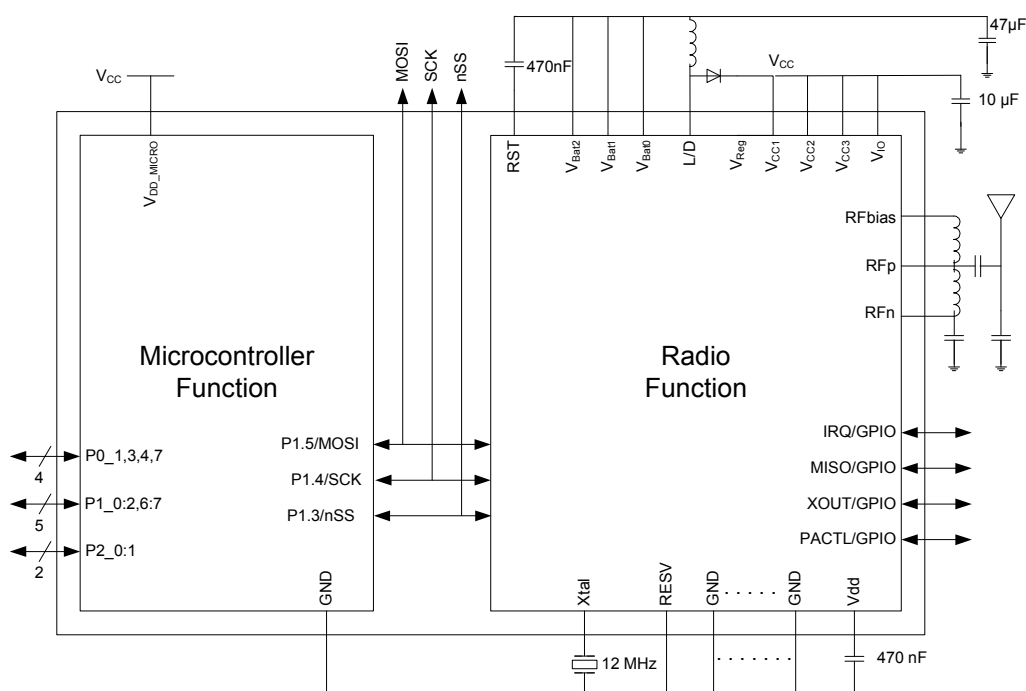 MOSI
SCK
nSS
47µF
VCC
470nF
VCC
10 µF
VDD_MICRO
RST
VBat2
VBat1
VBat0
L/D
VReg
VCC1
VCC2
VCC3
VIO
RFbias
RFp
RFn
Microcontroller
Function
Radio
Function
P1.5/MOSI
P1.4/SCK
P1.3/nSS
P0_1,3,4,7
4
P1_0:2,6:7
5
P2_0:1
2
IRQ/GPIO
MISO/GPIO
XOUT/GPIO
PACTL/GPIO
GND
Xtal
RESV
GND
......
GND
Vdd
12 MHz
........
470 nF